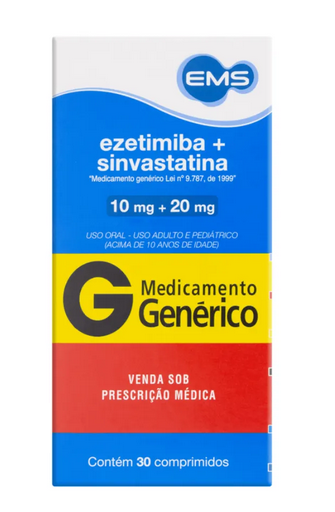 EMS
ezetimiba +
sinvastatina
"Medicamento genérico Lei nº 9.787, de 1999"
10 mg + 20 mg
USO ORAL - USO ADULTO E PEDIÁTRICO
(ACIMA DE 10 ANOS DE IDADE)
G Medicamento
Genérico
VENDA SOB
PRESCRIÇÃO MÉDICA
Contém 30 comprimidos